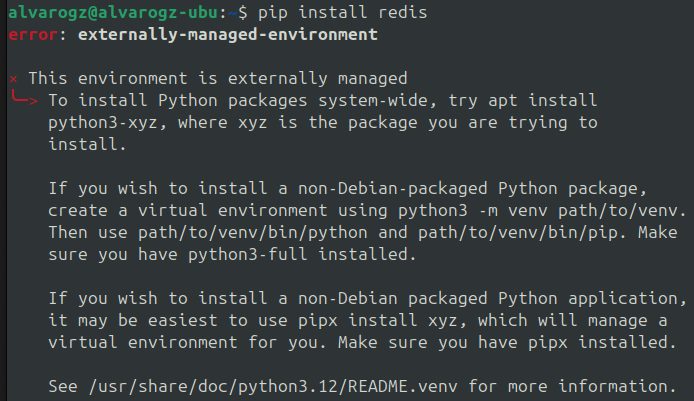 alvarogz@alvarogz-ubu:~$ pip install redis
error: externally-managed-environment
× This environment is externally managed
╰─> To install Python packages system-wide, try apt install
python3-xyz, where xyz is the package you are trying to
install.
If you wish to install a non-Debian-packaged Python package,
create a virtual environment using python3 -m venv path/to/venv.
Then use path/to/venv/bin/python and path/to/venv/bin/pip. Make
sure you have python3-full installed.
If you wish to install a non-Debian packaged Python application,
it may be easiest to use pipx install xyz, which will manage a
virtual environment for you. Make sure you have pipx installed.
See /usr/share/doc/python3.12/README.venv for more information.